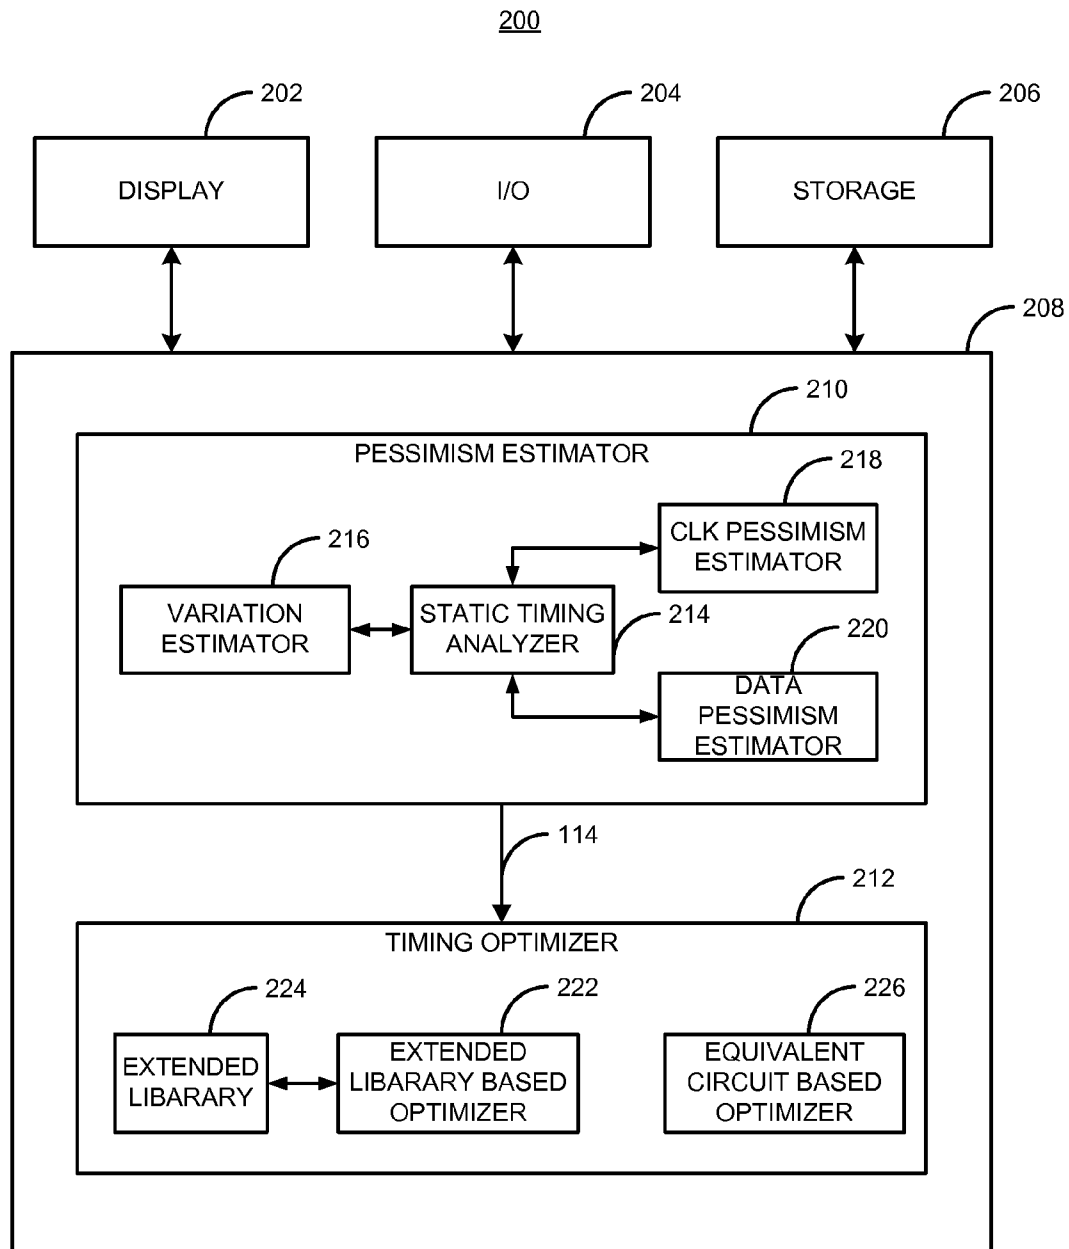 200
202
204
206
DISPLAY
I/O
STORAGE
208
210
PESSIMISM ESTIMATOR
218
216
CLK PESSIMISM
ESTIMATOR
VARIATION
ESTIMATOR
STATIC TIMING
ANALYZER
214
220
DATA
PESSIMISM
ESTIMATOR
114
212
TIMING OPTIMIZER
224
222
226
EXTENDED
LIBARARY
EXTENDED
LIBARARY BASED
OPTIMIZER
EQUIVALENT
CIRCUIT BASED
OPTIMIZER